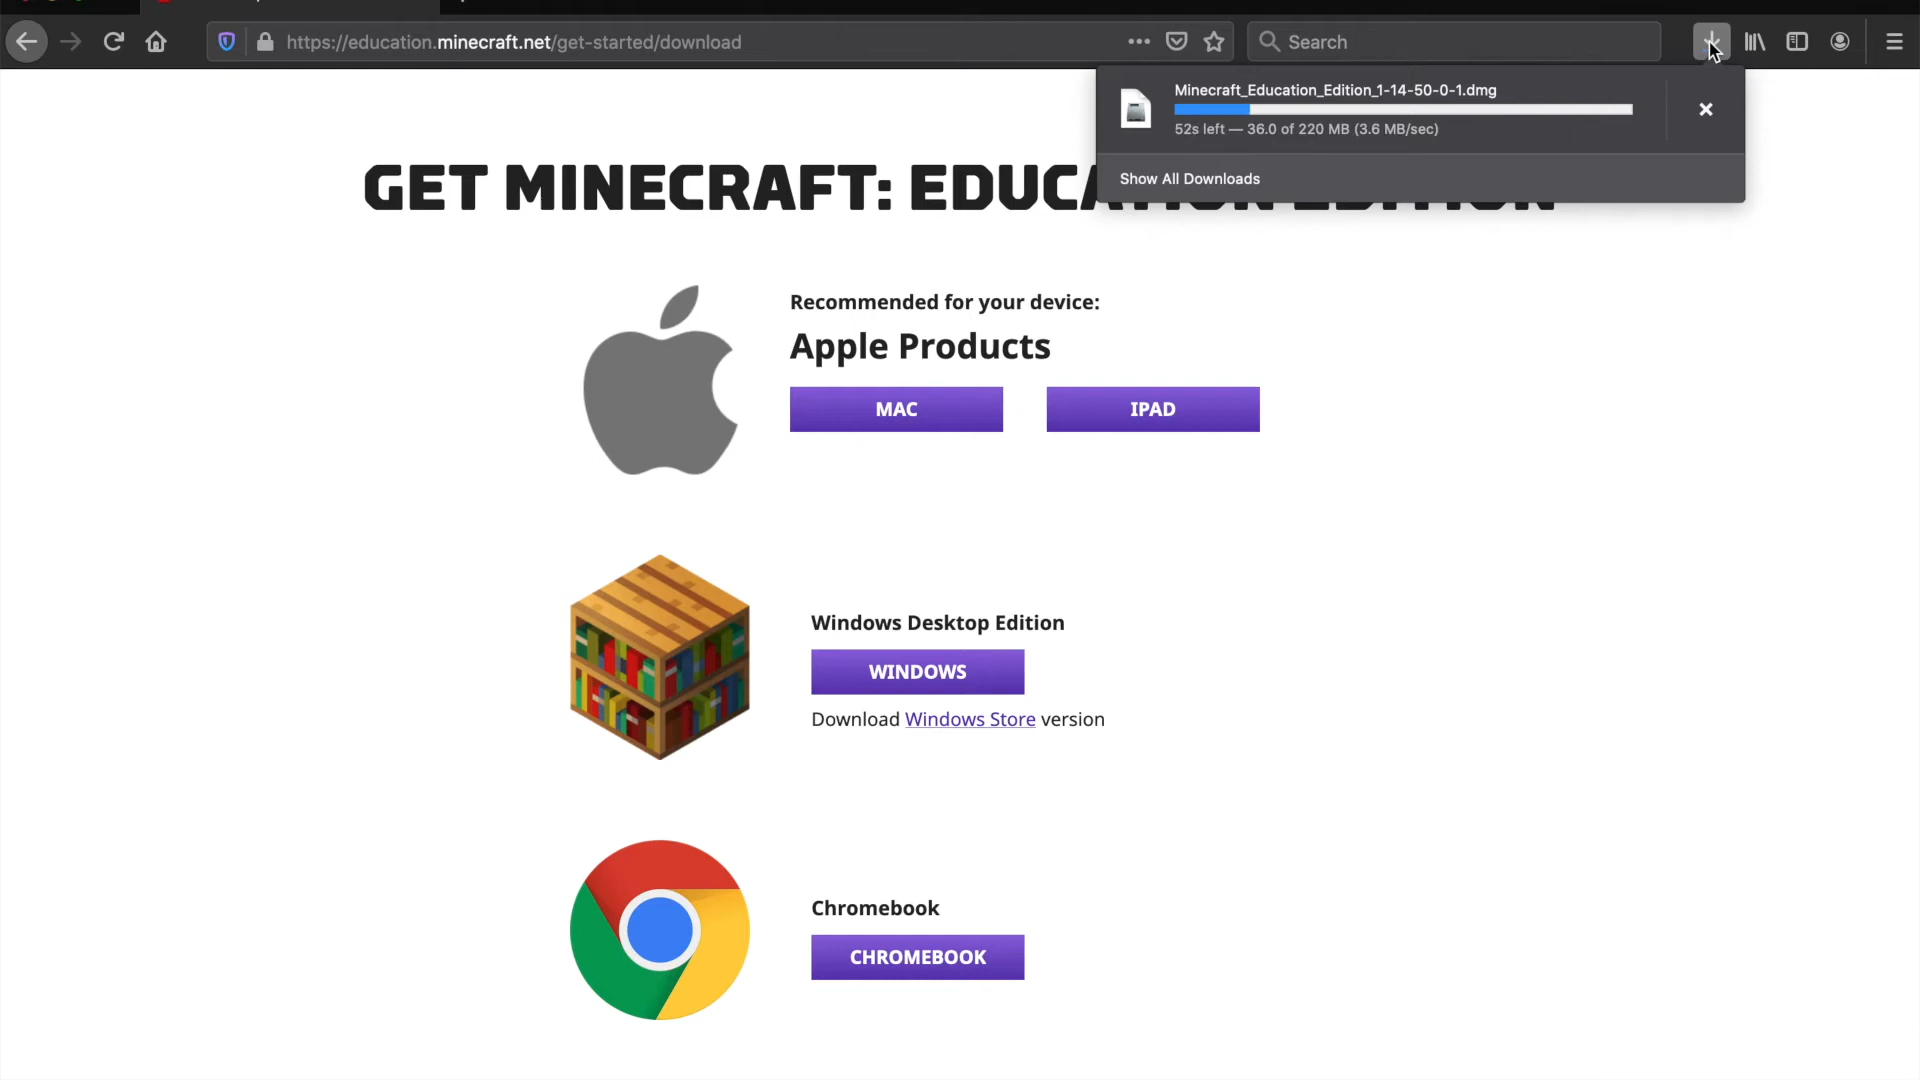 https://education.minecraft.net/get-started/download
Search
Minecraft_Education_Edition_1-14-50-0-1.dmg
52s left — 36.0 of 220 MB (3.6 MB/sec)
Show All Downloads
GET MINECRAFT: EDUCATION EDITION
Recommended for your device:
Apple Products
MAC
IPAD
Windows Desktop Edition
WINDOWS
Download Windows Store version
Chromebook
CHROMEBOOK